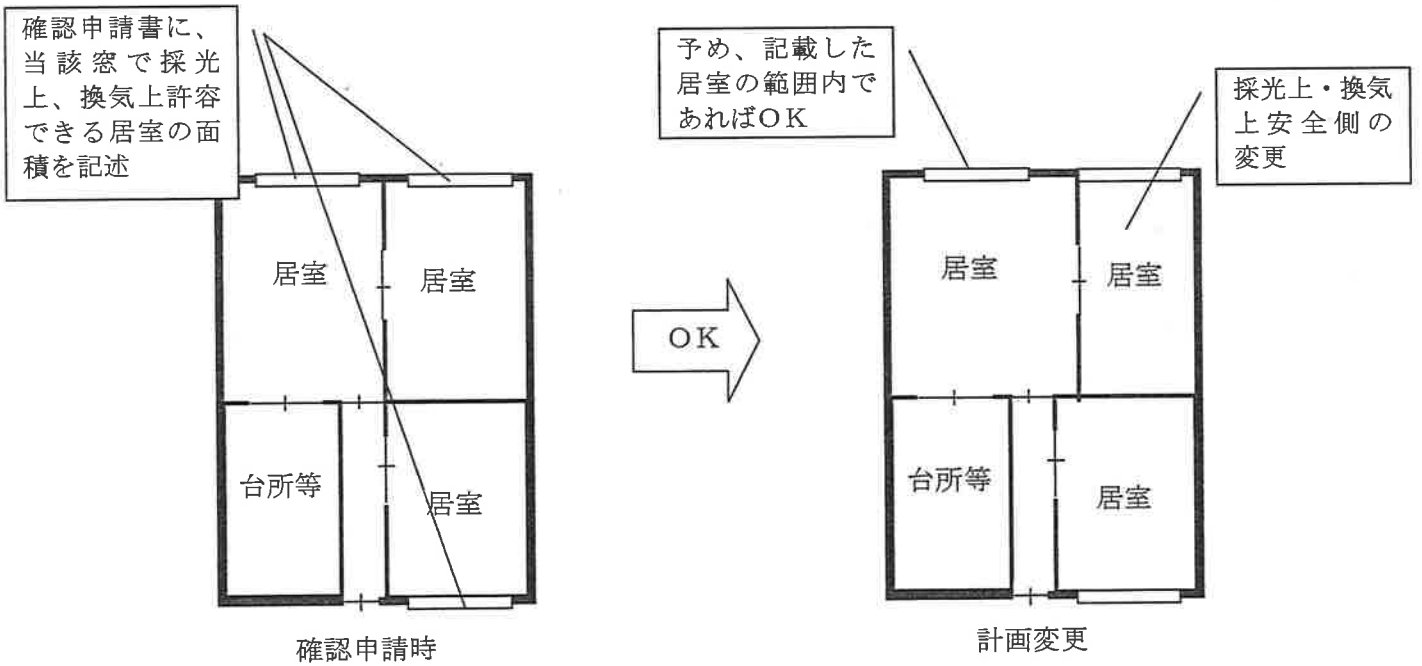 確認申請書に、
当該窓で採光
上、換気上許容
できる居室の面
積を記述
居室
居室
台所等
居室
確認申請時
OK
予め、記載した
居室の範囲内で
あればOK
採光上・換気
上安全側の
変更
居室
居室
台所等
居室
計画変更